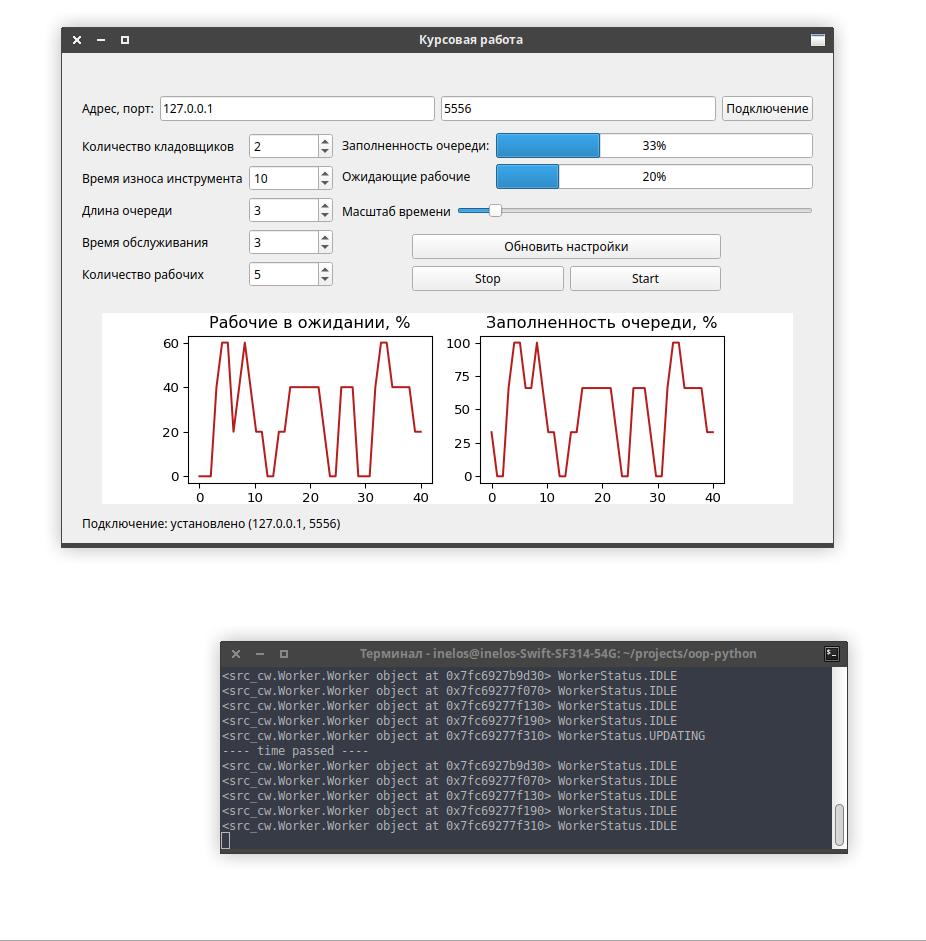 Курсовая работа
Адрес, порт: 127.0.0.1 5556 Подключение
Количество кладовщиков 2 Заполненность очереди: 33%
Время износа инструмента 10 Ожидающие рабочие 20%
Длина очереди 3 Масштаб времени
Время обслуживания 3 Обновить настройки
Количество рабочих 5 Stop Start
Рабочие в ожидании, %
60
40
20
0
0 10 20 30 40
Заполненность очереди, %
100
75
50
25
0
0 10 20 30 40
Подключение: установлено (127.0.0.1, 5556)
Терминал - inelos@inelos-Swift-SF314-54G: ~/projects/oop-python
<src_cw.Worker.Worker object at 0x7fc6927b9d30> WorkerStatus.IDLE
<src_cw.Worker.Worker object at 0x7fc69277f070> WorkerStatus.IDLE
<src_cw.Worker.Worker object at 0x7fc69277f130> WorkerStatus.IDLE
<src_cw.Worker.Worker object at 0x7fc69277f190> WorkerStatus.IDLE
<src_cw.Worker.Worker object at 0x7fc69277f310> WorkerStatus.UPDATING
---- time passed ----
<src_cw.Worker.Worker object at 0x7fc6927b9d30> WorkerStatus.IDLE
<src_cw.Worker.Worker object at 0x7fc69277f070> WorkerStatus.IDLE
<src_cw.Worker.Worker object at 0x7fc69277f130> WorkerStatus.IDLE
<src_cw.Worker.Worker object at 0x7fc69277f190> WorkerStatus.IDLE
<src_cw.Worker.Worker object at 0x7fc69277f310> WorkerStatus.IDLE